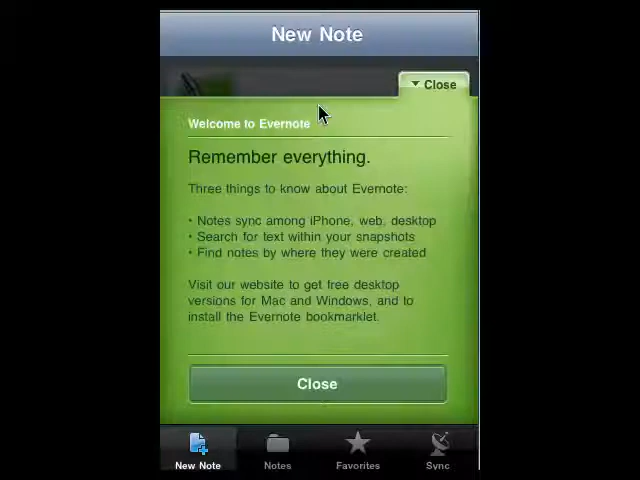 New Note
Close
Welcome to Evernote
Remember everything.
Three things to know about Evernote:
• Notes sync among iPhone, web, desktop
• Search for text within your snapshots
• Find notes by where they were created
Visit our website to get free desktop
versions for Mac and Windows, and to
install the Evernote bookmarklet.
Close
New Note
Notes
Favorites
Sync